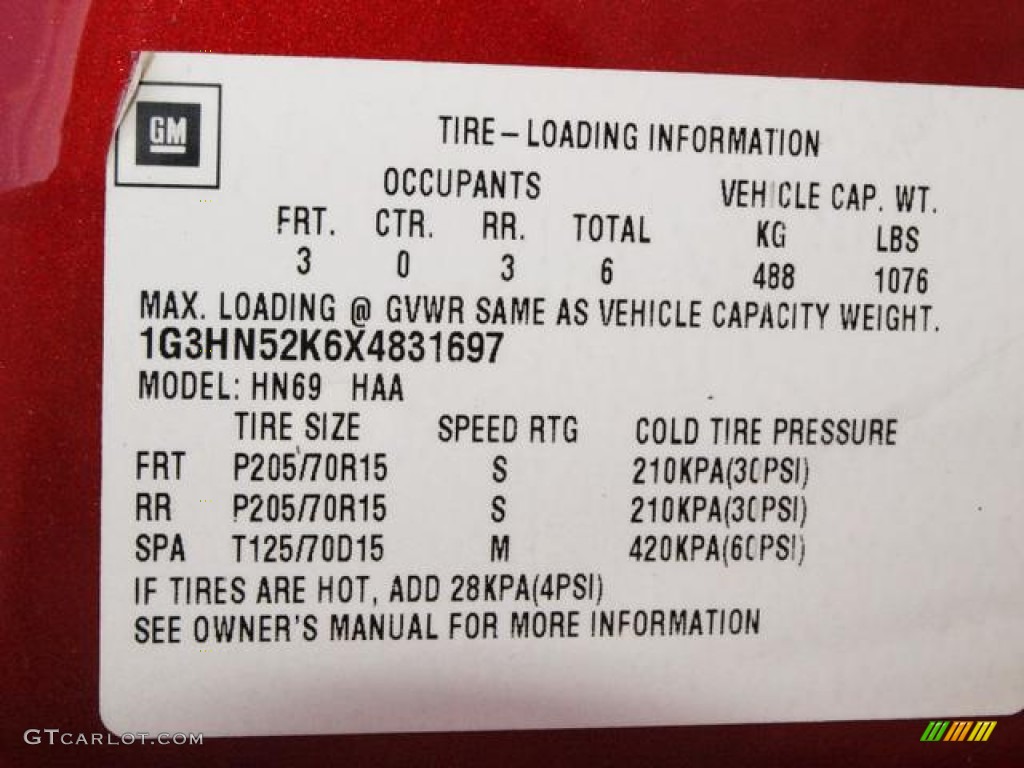 GM
TIRE – LOADING INFORMATION
OCCUPANTS VEHICLE CAP. WT.
FRT. CTR. RR. TOTAL KG LBS
3 0 3 6 488 1076
MAX. LOADING @ GVWR SAME AS VEHICLE CAPACITY WEIGHT.
1G3HN52K6X4831697
MODEL: HN69 HAA
TIRE SIZE SPEED RTG COLD TIRE PRESSURE
FRT P205/70R15 S 210KPA(30PSI)
RR P205/70R15 S 210KPA(30PSI)
SPA T125/70D15 M 420KPA(60PSI)
IF TIRES ARE HOT, ADD 28KPA(4PSI)
SEE OWNER'S MANUAL FOR MORE INFORMATION
GTCARLOT.COM